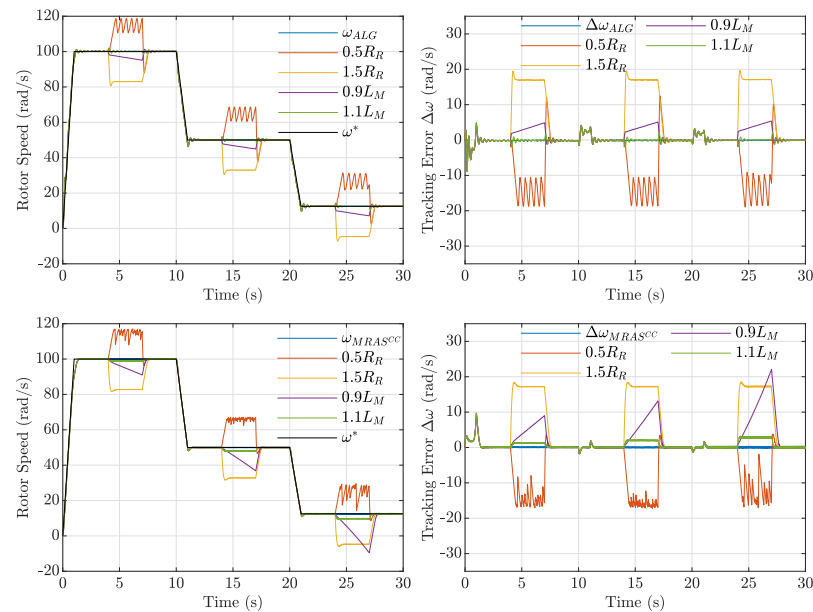 120
100
80
60
40
20
0
-20
0
5
10
15
20
25
30
Rotor Speed (rad/s)
Time (s)
ω_ALG
0.5R_R
1.5R_R
0.9L_M
1.1L_M
ω*
30
20
10
0
-10
-20
-30
0
5
10
15
20
25
30
Tracking Error Δω (rad/s)
Time (s)
Δω_ALG
0.5R_R
1.5R_R
0.9L_M
1.1L_M
120
100
80
60
40
20
0
-20
0
5
10
15
20
25
30
Rotor Speed (rad/s)
Time (s)
ω_MRAS^CC
0.5R_R
1.5R_R
0.9L_M
1.1L_M
ω*
30
20
10
0
-10
-20
-30
0
5
10
15
20
25
30
Tracking Error Δω (rad/s)
Time (s)
Δω_MRAS^CC
0.5R_R
1.5R_R
0.9L_M
1.1L_M